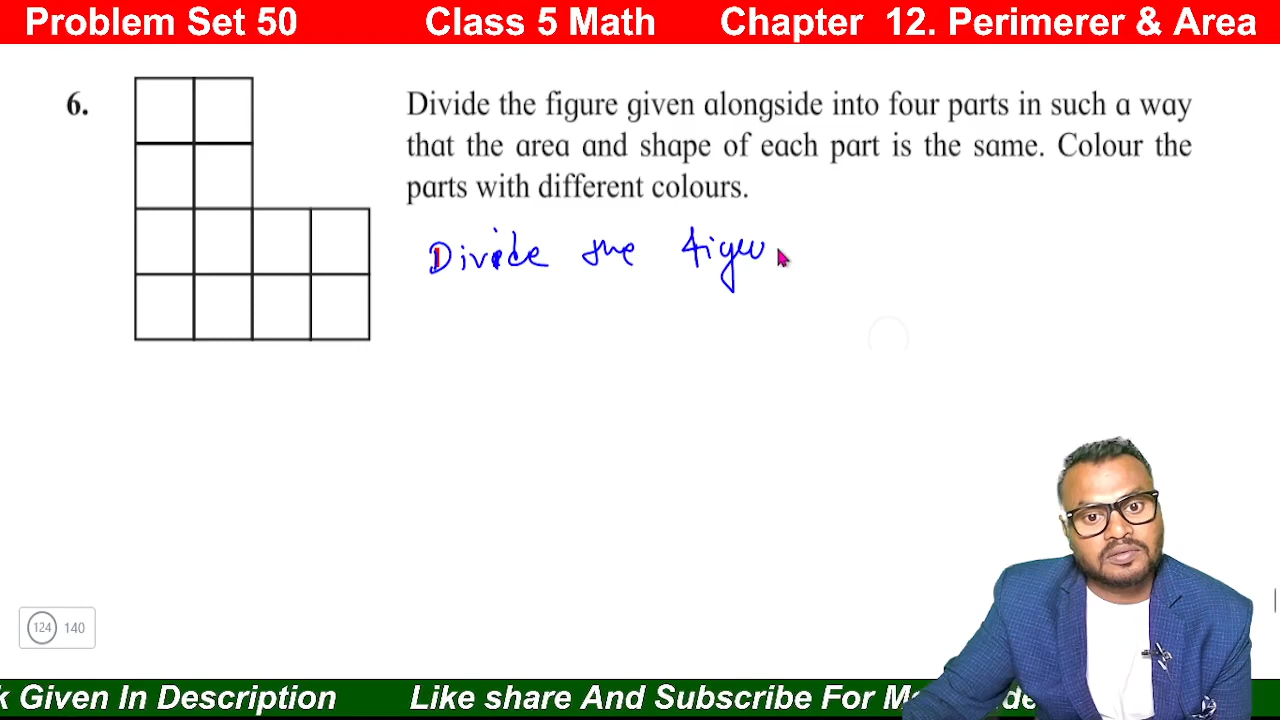 Problem Set 50 Class 5 Math Chapter 12. Perimerer & Area
6. Divide the figure given alongside into four parts in such a way
that the area and shape of each part is the same. Colour the
parts with different colours.
Divide the figeu
124 140
k Given In Description Like share And Subscribe For M